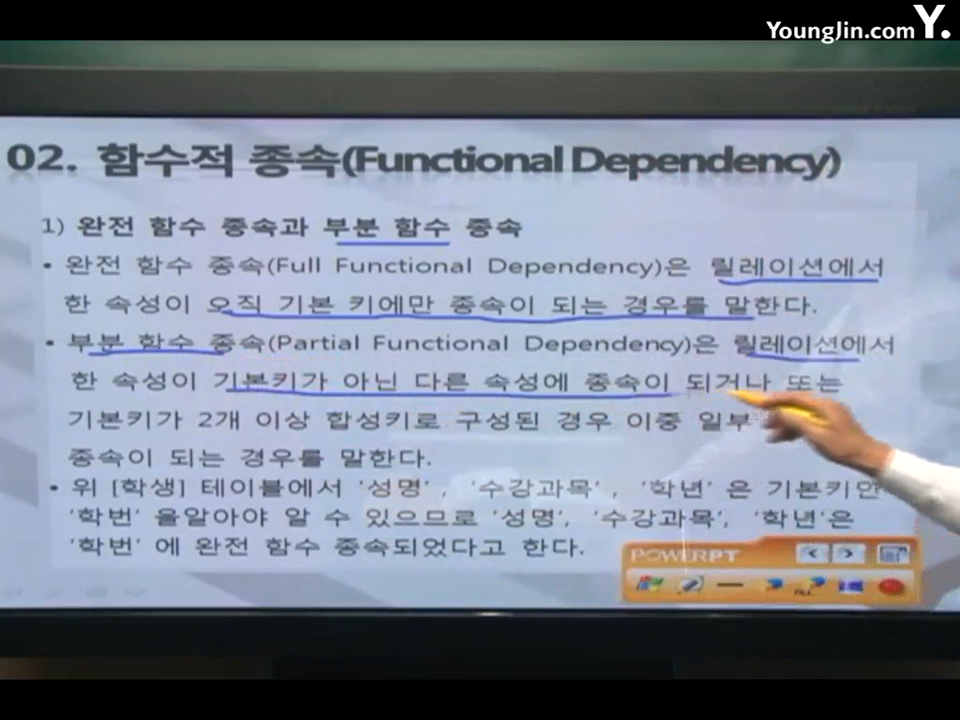 YoungJin.com Y.
02. 함수적 종속(Functional Dependency)
1) 완전 함수 종속과 부분 함수 종속
• 완전 함수 종속(Full Functional Dependency)은 릴레이션에서
한 속성이 오직 기본 키에만 종속이 되는 경우를 말한다.
• 부분 함수 종속(Partial Functional Dependency)은 릴레이션에서
한 속성이 기본키가 아닌 다른 속성에 종속이 되거나 또는
기본키가 2개 이상 합성키로 구성된 경우 이중 일부
종속이 되는 경우를 말한다.
• 위 [학생] 테이블에서 '성명', '수강과목', '학년' 은 기본키인
'학번' 을알아야 알 수 있으므로 '성명', '수강과목', '학년'은
'학번' 에 완전 함수 종속되었다고 한다.
POWERPT